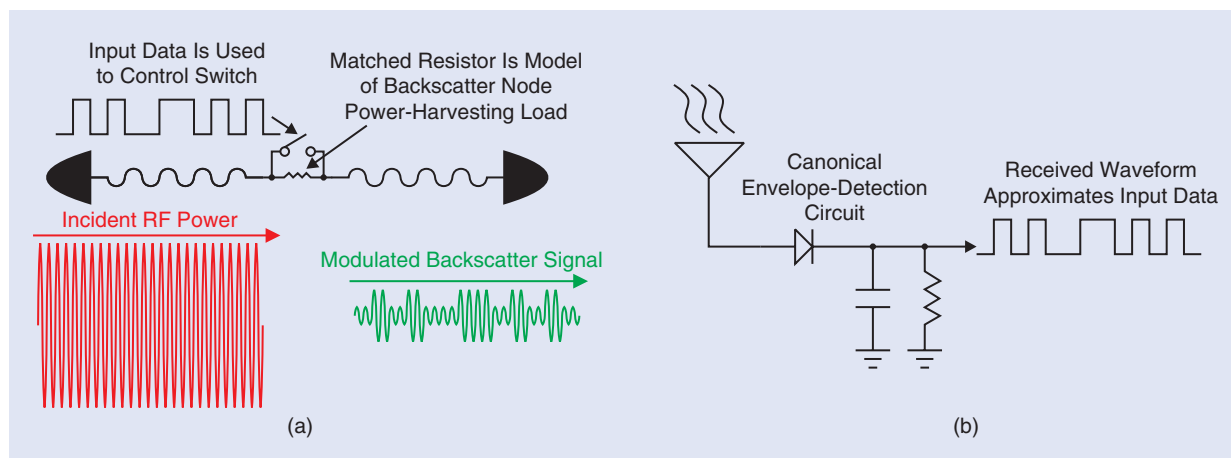 Input Data Is Used
to Control Switch
Matched Resistor Is Model
of Backscatter Node
Power-Harvesting Load
Incident RF Power
Modulated Backscatter Signal
(a)
Canonical
Envelope-Detection
Circuit
Received Waveform
Approximates Input Data
(b)